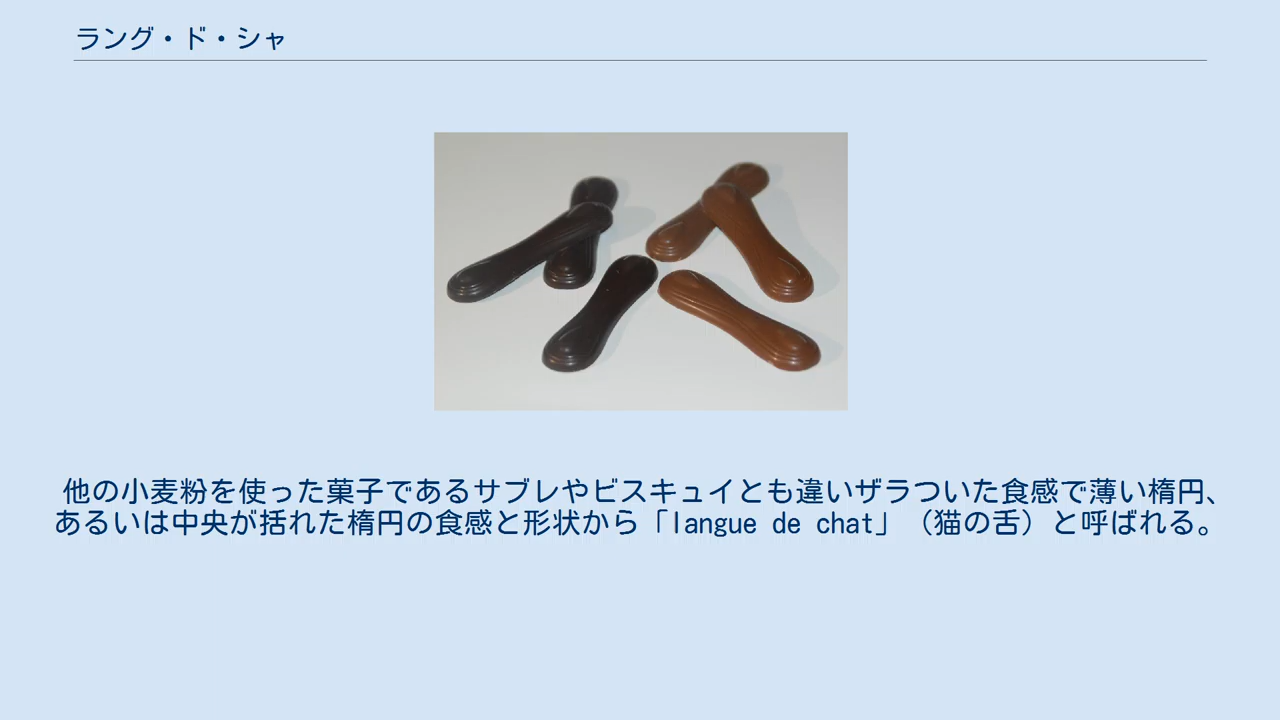 ラング・ド・シャ
他の小麦粉を使った菓子であるサブレやビスキュイとも違いザラついた食感で薄い楕円、
あるいは中央が括れた楕円の食感と形状から「langue de chat」（猫の舌）と呼ばれる。